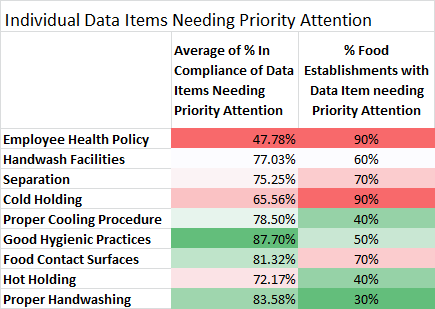 Individual Data Items Needing Priority Attention
Average of % In
Compliance of Data
Items Needing
Priority Attention
% Food
Establishments with
Data Item needing
Priority Attention
Employee Health Policy 47.78% 90%
Handwash Facilities 77.03% 60%
Separation 75.25% 70%
Cold Holding 65.56% 90%
Proper Cooling Procedure 78.50% 40%
Good Hygienic Practices 87.70% 50%
Food Contact Surfaces 81.32% 70%
Hot Holding 72.17% 40%
Proper Handwashing 83.58% 30%